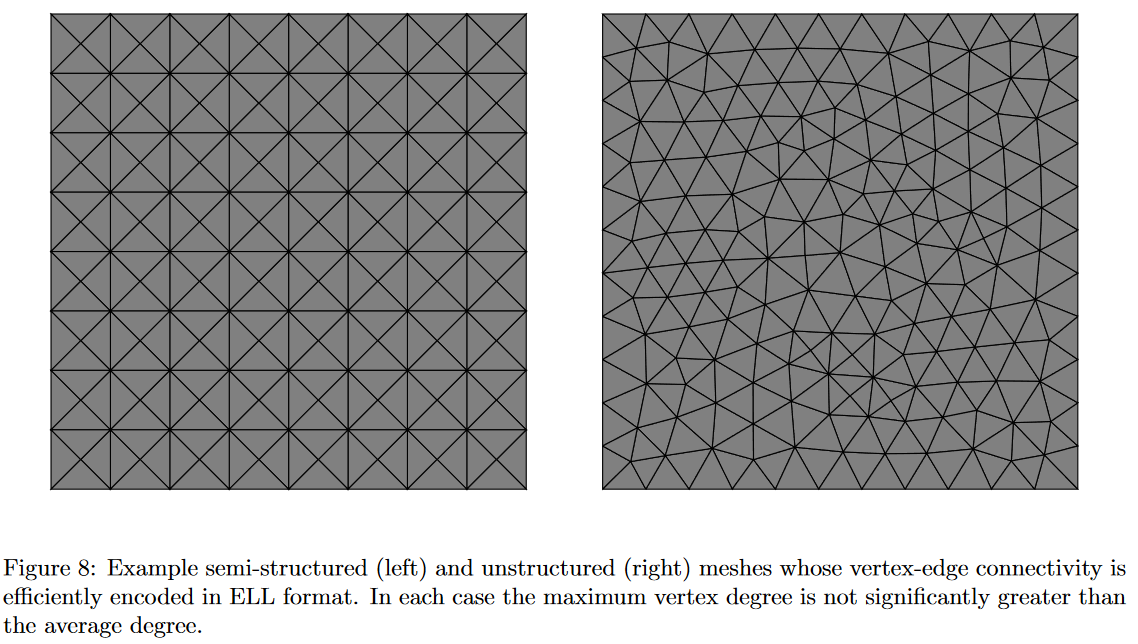 Figure 8: Example semi-structured (left) and unstructured (right) meshes whose vertex-edge connectivity is
efficiently encoded in ELL format. In each case the maximum vertex degree is not significantly greater than
the average degree.